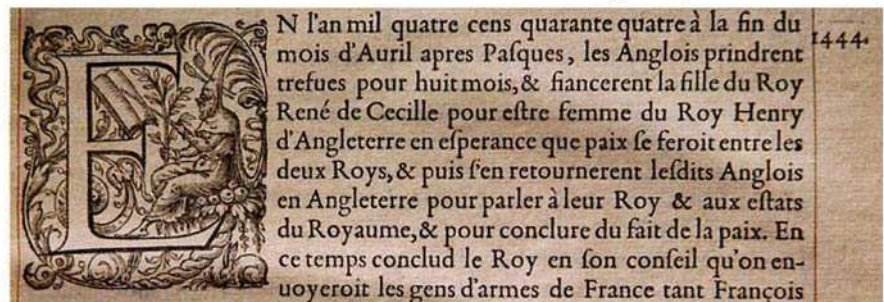 EN l'an mil quatre cens quarante quatre à la fin du
mois d'Auril apres Paſques, les Anglois prindrent
1444.
trefues pour huit mois, & fiancerent la fille du Roy
René de Cecille pour eſtre femme du Roy Henry
d'Angleterre en eſperance que paix ſe feroit entre les
deux Roys, & puis ſ'en retournerent leſdits Anglois
en Angleterre pour parler à leur Roy & aux eſtats
du Royaume, & pour conclure du fait de la paix. En
ce temps conclud le Roy en ſon conſeil qu'on en-
uoyeroit les gens d'armes de France tant François